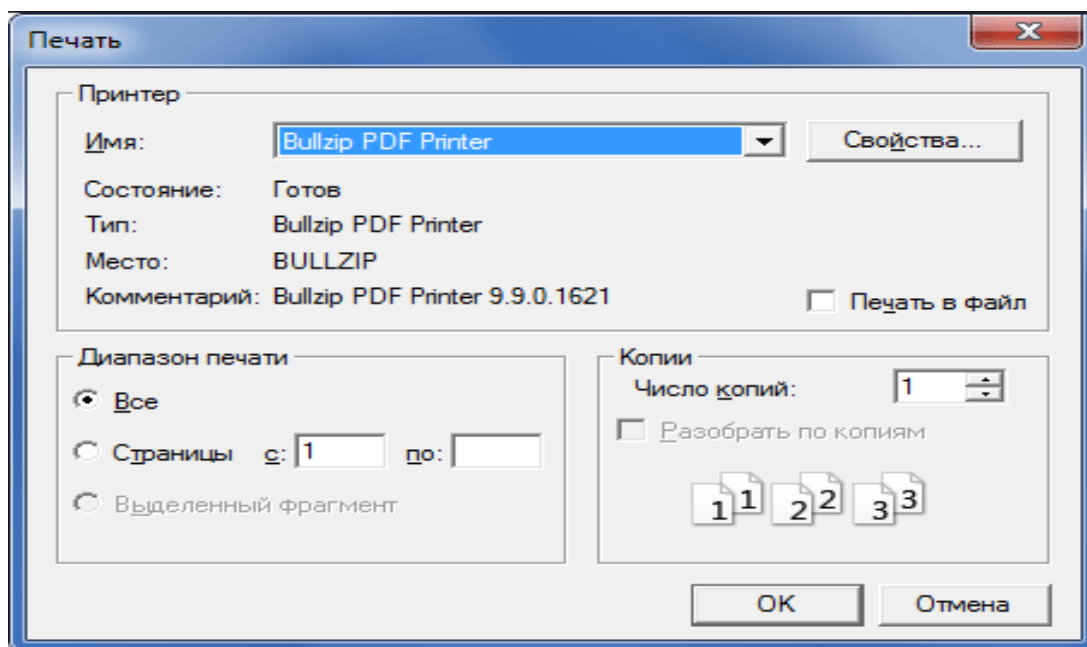 Печать
Принтер
Имя: Bullzip PDF Printer Свойства...
Состояние: Готов
Тип: Bullzip PDF Printer
Место: BULLZIP
Комментарий: Bullzip PDF Printer 9.9.0.1621 Печать в файл
Диапазон печати
Все
Страницы с: 1 по:
Выделенный фрагмент
Копии
Число копий: 1
Разобрать по копиям
1 1 2 2 3 3
OK Отмена